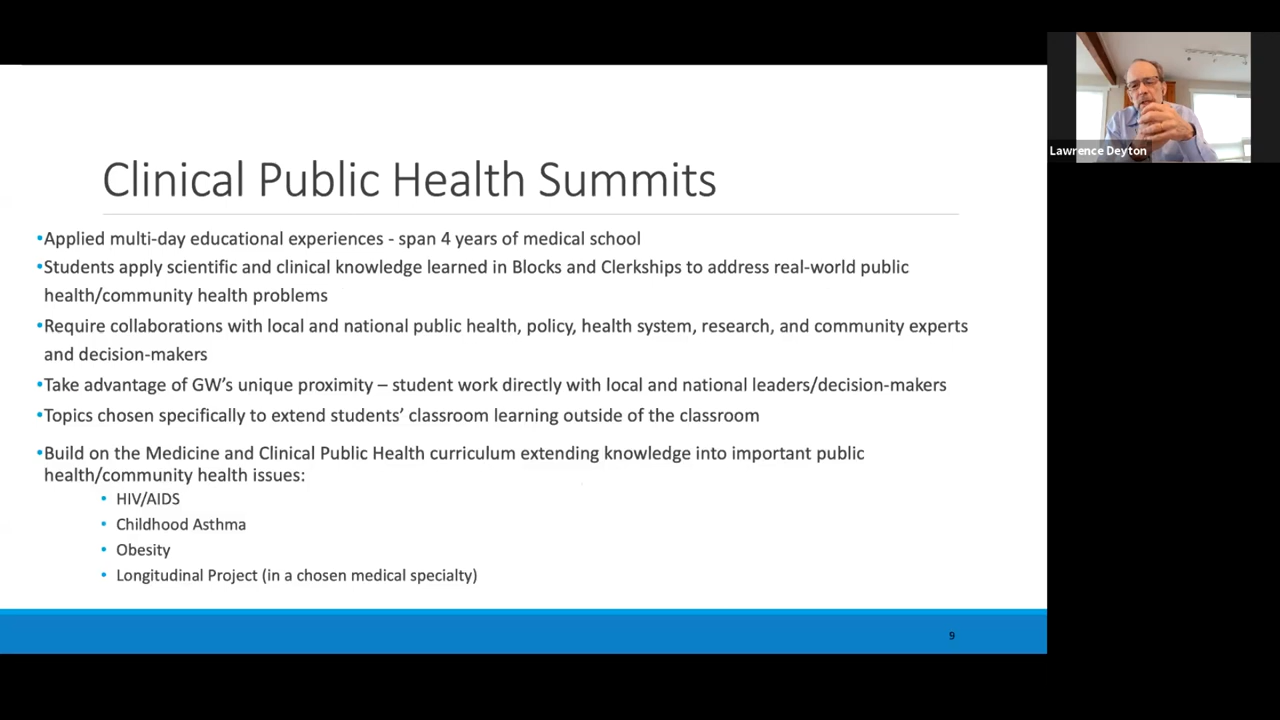 Clinical Public Health Summits
•Applied multi-day educational experiences - span 4 years of medical school
•Students apply scientific and clinical knowledge learned in Blocks and Clerkships to address real-world public
health/community health problems
•Require collaborations with local and national public health, policy, health system, research, and community experts
and decision-makers
•Take advantage of GW’s unique proximity – student work directly with local and national leaders/decision-makers
•Topics chosen specifically to extend students’ classroom learning outside of the classroom
•Build on the Medicine and Clinical Public Health curriculum extending knowledge into important public
health/community health issues:
• HIV/AIDS
• Childhood Asthma
• Obesity
• Longitudinal Project (in a chosen medical specialty)
9
Lawrence Deyton